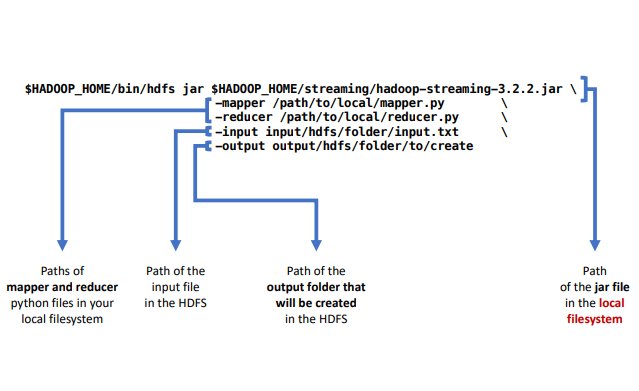 $HADOOP_HOME/bin/hdfs jar $HADOOP_HOME/streaming/hadoop-streaming-3.2.2.jar \
-mapper /path/to/local/mapper.py \
-reducer /path/to/local/reducer.py \
-input input/hdfs/folder/input.txt \
-output output/hdfs/folder/to/create
Paths of
mapper and reducer
python files in your
local filesystem
Path of the
input file
in the HDFS
Path of the
output folder that
will be created
in the HDFS
Path
of the jar file
in the local
filesystem